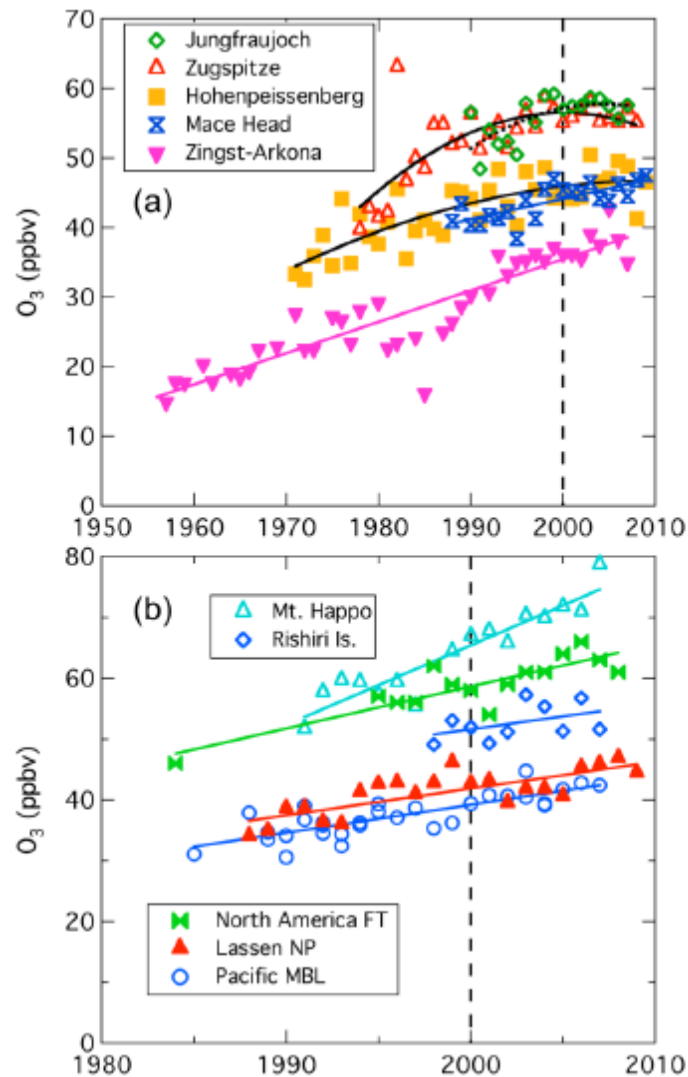 70
60
50
40
30
20
10
0
O3 (ppbv)
Jungfraujoch
Zugspitze
Hohenpeissenberg
Mace Head
Zingst-Arkona
(a)
1950 1960 1970 1980 1990 2000 2010
80
60
40
20
0
O3 (ppbv)
(b)
Mt. Happo
Rishiri Is.
North America FT
Lassen NP
Pacific MBL
1980 1990 2000 2010